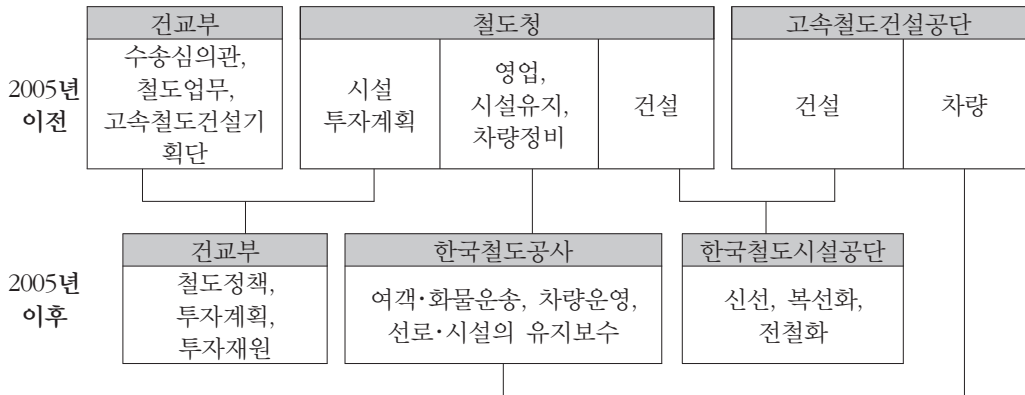 건교부
철도청
고속철도건설공단
2005년
이전
수송심의관,
철도업무,
고속철도건설기
획단
시설
투자계획
영업,
시설유지,
차량정비
건설
건설
차량
2005년
이후
건교부
한국철도공사
한국철도시설공단
철도정책,
투자계획,
투자재원
여객·화물운송, 차량운영,
선로·시설의 유지보수
신선, 복선화,
전철화